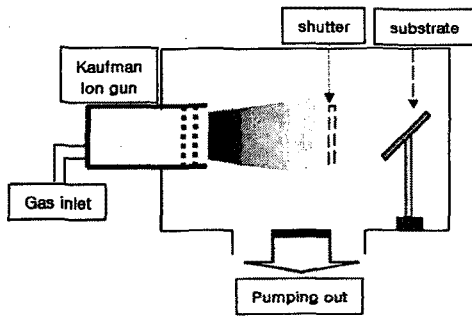 shutter
substrate
Kaufman
Ion gun
Gas inlet
Pumping out